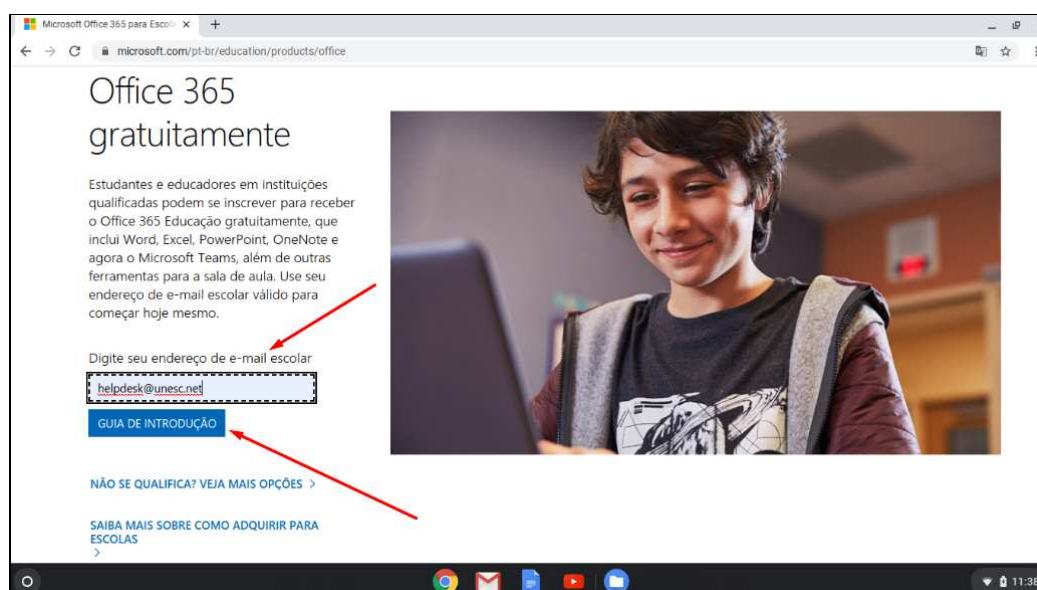 Microsoft Office 365 para Escol
microsoft.com/pt-br/education/products/office
Office 365
gratuitamente
Estudantes e educadores em instituições
qualificadas podem se inscrever para receber
o Office 365 Educação gratuitamente, que
inclui Word, Excel, PowerPoint, OneNote e
agora o Microsoft Teams, além de outras
ferramentas para a sala de aula. Use seu
endereço de e-mail escolar válido para
começar hoje mesmo.
Digite seu endereço de e-mail escolar
helpdesk@unesc.net
GUIA DE INTRODUÇÃO
NÃO SE QUALIFICA? VEJA MAIS OPÇÕES >
SAIBA MAIS SOBRE COMO ADQUIRIR PARA
ESCOLAS
>
11:38